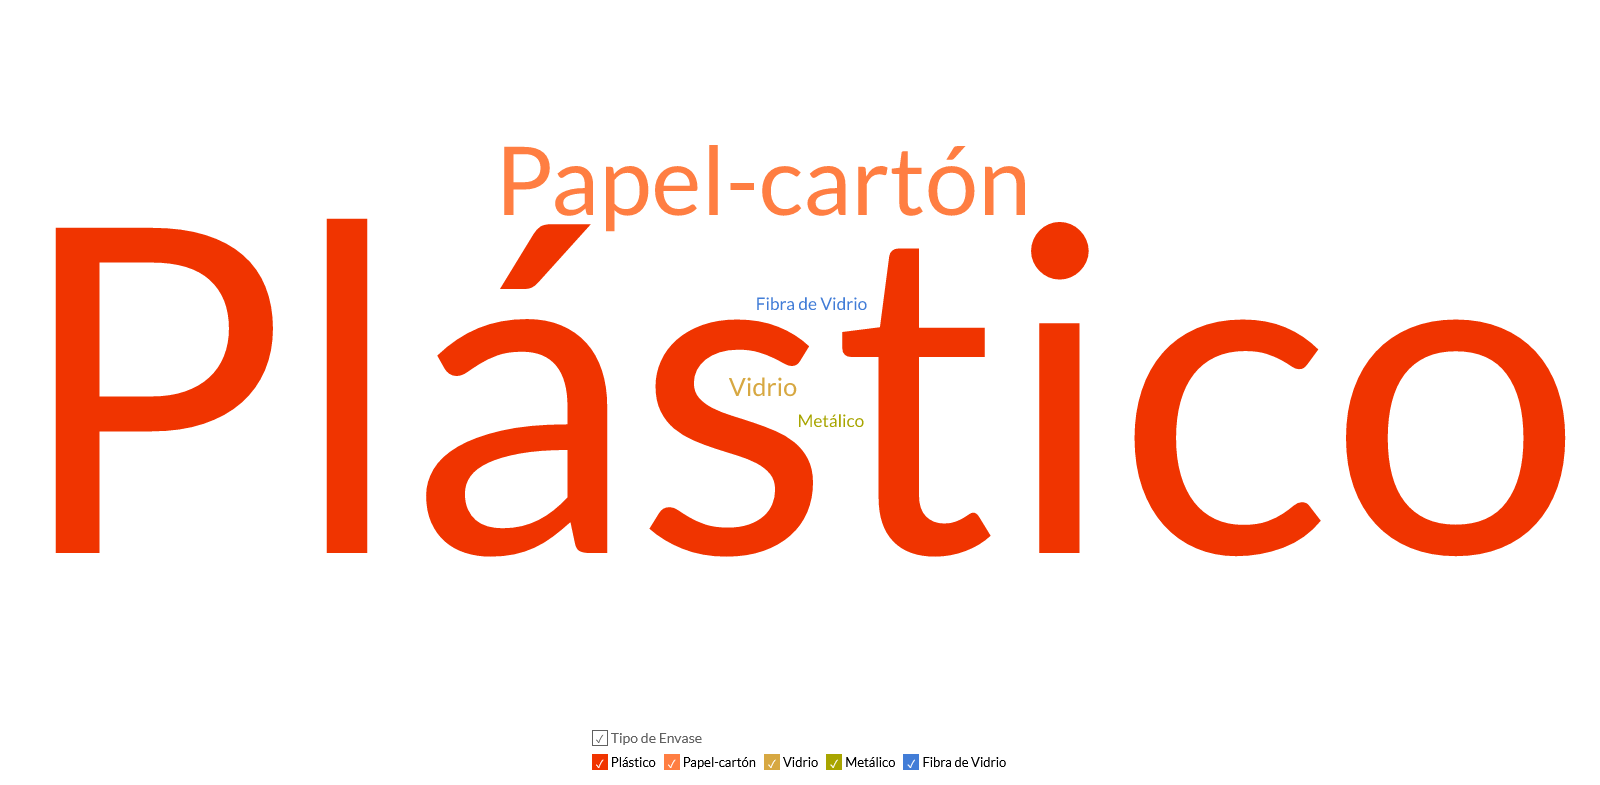 Papel-cartón
Plástico
Fibra de Vidrio
Vidrio
Metálico
Tipo de Envase
Plástico Papel-cartón Vidrio Metálico Fibra de Vidrio